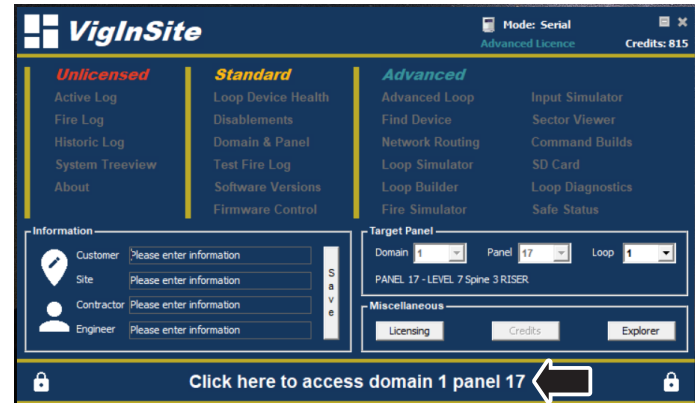 VigInSite
Mode: Serial
Advanced Licence
Credits: 815
Unlicensed
Active Log
Fire Log
Historic Log
System Treeview
About
Standard
Loop Device Health
Disablements
Domain & Panel
Test Fire Log
Software Versions
Firmware Control
Advanced
Advanced Loop
Find Device
Network Routing
Loop Simulator
Loop Builder
Fire Simulator
Input Simulator
Sector Viewer
Command Builds
SD Card
Loop Diagnostics
Safe Status
Information
Customer Please enter information
Site Please enter information
Contractor Please enter information
Engineer Please enter information
Save
Target Panel
Domain 1 Panel 17 Loop 1
PANEL 17 - LEVEL 7 Spine 3 RISER
Miscellaneous
Licensing Credits Explorer
Click here to access domain 1 panel 17